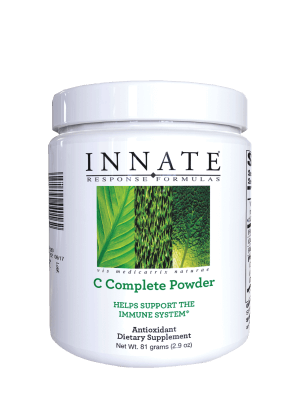 INNATE
RESPONSE FORMULAS
vis medicatrix naturae
C Complete Powder
HELPS SUPPORT THE
IMMUNE SYSTEM*
Antioxidant
Dietary Supplement
Net Wt. 81 grams (2.9 oz)